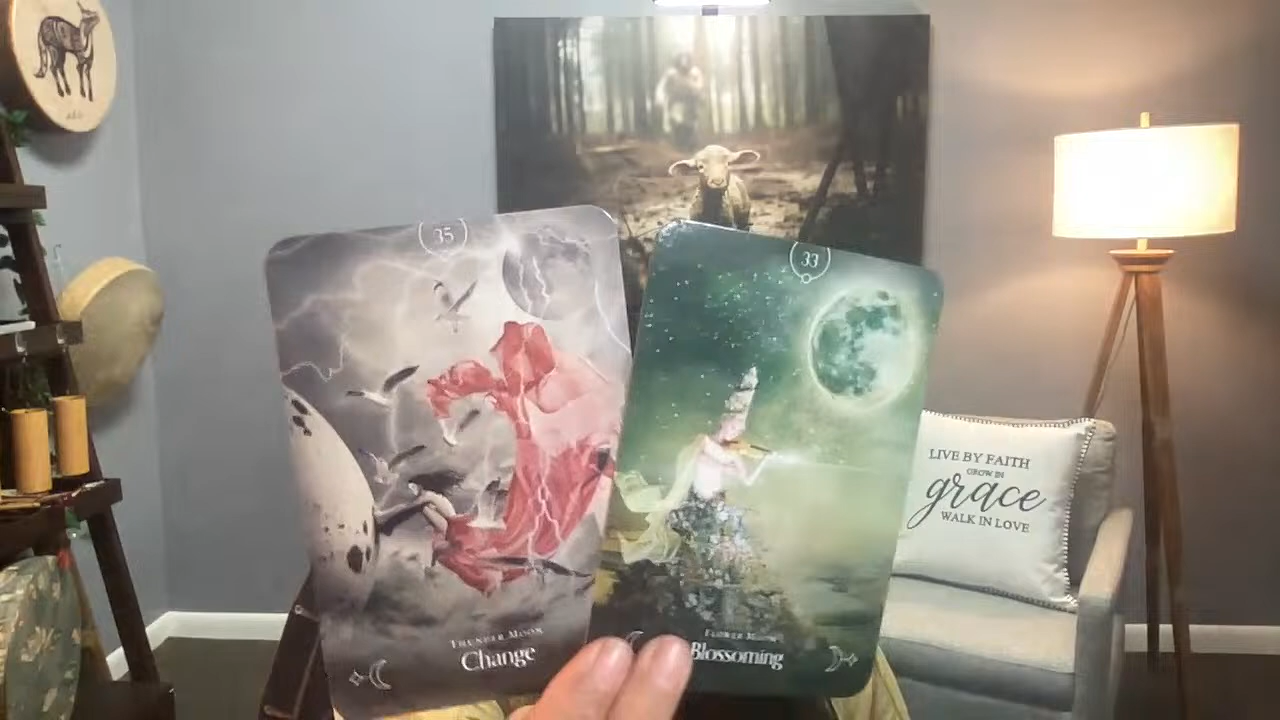 35
THUNDER MOON
Change
33
FLOWER MOON
Blossoming
LIVE BY FAITH
GROW IN
grace
WALK IN LOVE